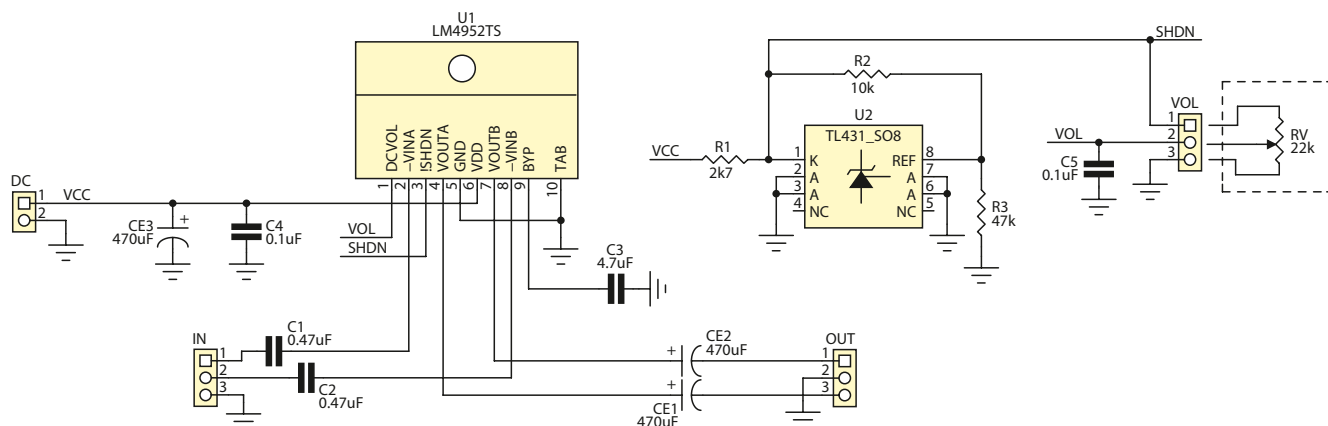 U1
LM4952TS
DCVOL
–VINA
!SHDN
VOUTA
GND
VDD
VOUTB
–VINB
BYP
TAB
1
2
3
4
5
6
7
8
9
10
DC
1
2
VCC
CE3
470uF
+
C4
0.1uF
VOL
SHDN
C3
4.7uF
IN
1
2
3
C1
0.47uF
C2
0.47uF
+
CE2
470uF
+
CE1
470uF
OUT
1
2
3
SHDN
R2
10k
U2
TL431_SO8
VCC
R1
2k7
1
2
3
4
K
A
A
NC
REF
A
A
NC
8
7
6
5
R3
47k
VOL
C5
0.1uF
VOL
1
2
3
RV
22k